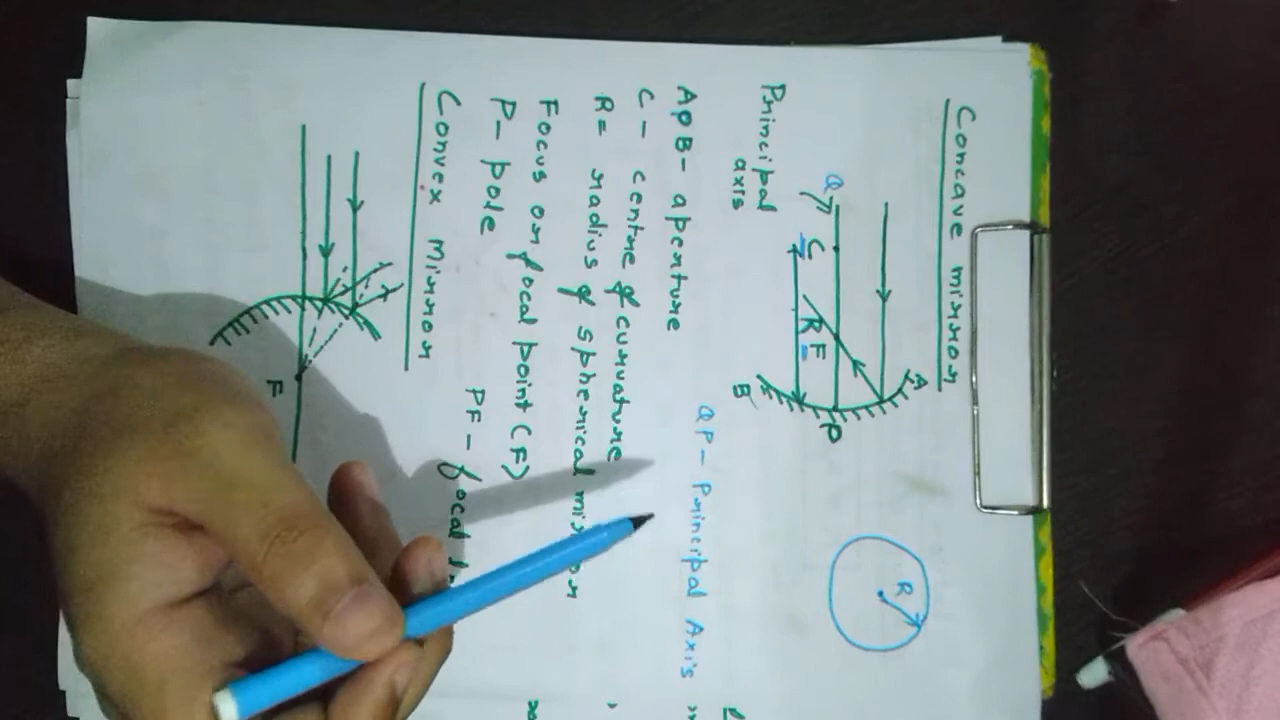 Concave mirror
A
P
B
F
C
R
Q
R
Principal
axis
QP - Principal Axis
APB - aperture
C - centre of curvature
R = radius of spherical mirror
Focus or focal point (F)
P - pole
PF - focal
Convex mirror
F